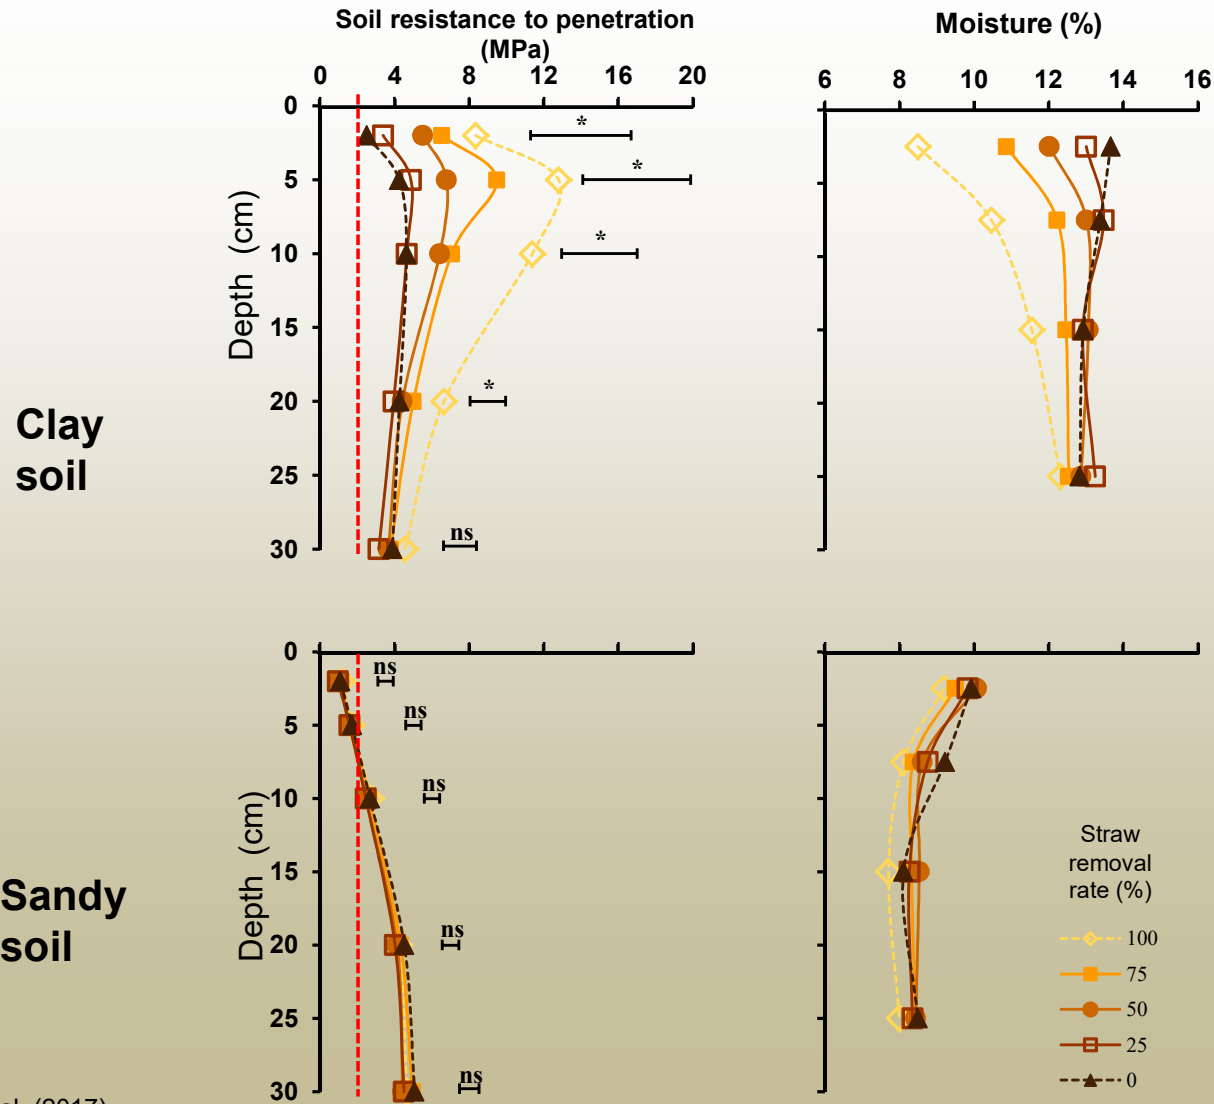 Soil resistance to penetration
(MPa)
0 4 8 12 16 20
Moisture (%)
6 8 10 12 14 16
Depth (cm)
0
5
10
15
20
25
30
*
*
*
*
ns
Clay
soil
Depth (cm)
0
5
10
15
20
25
30
ns
ns
ns
ns
ns
Sandy
soil
Straw
removal
rate (%)
100
75
50
25
0
(2017)